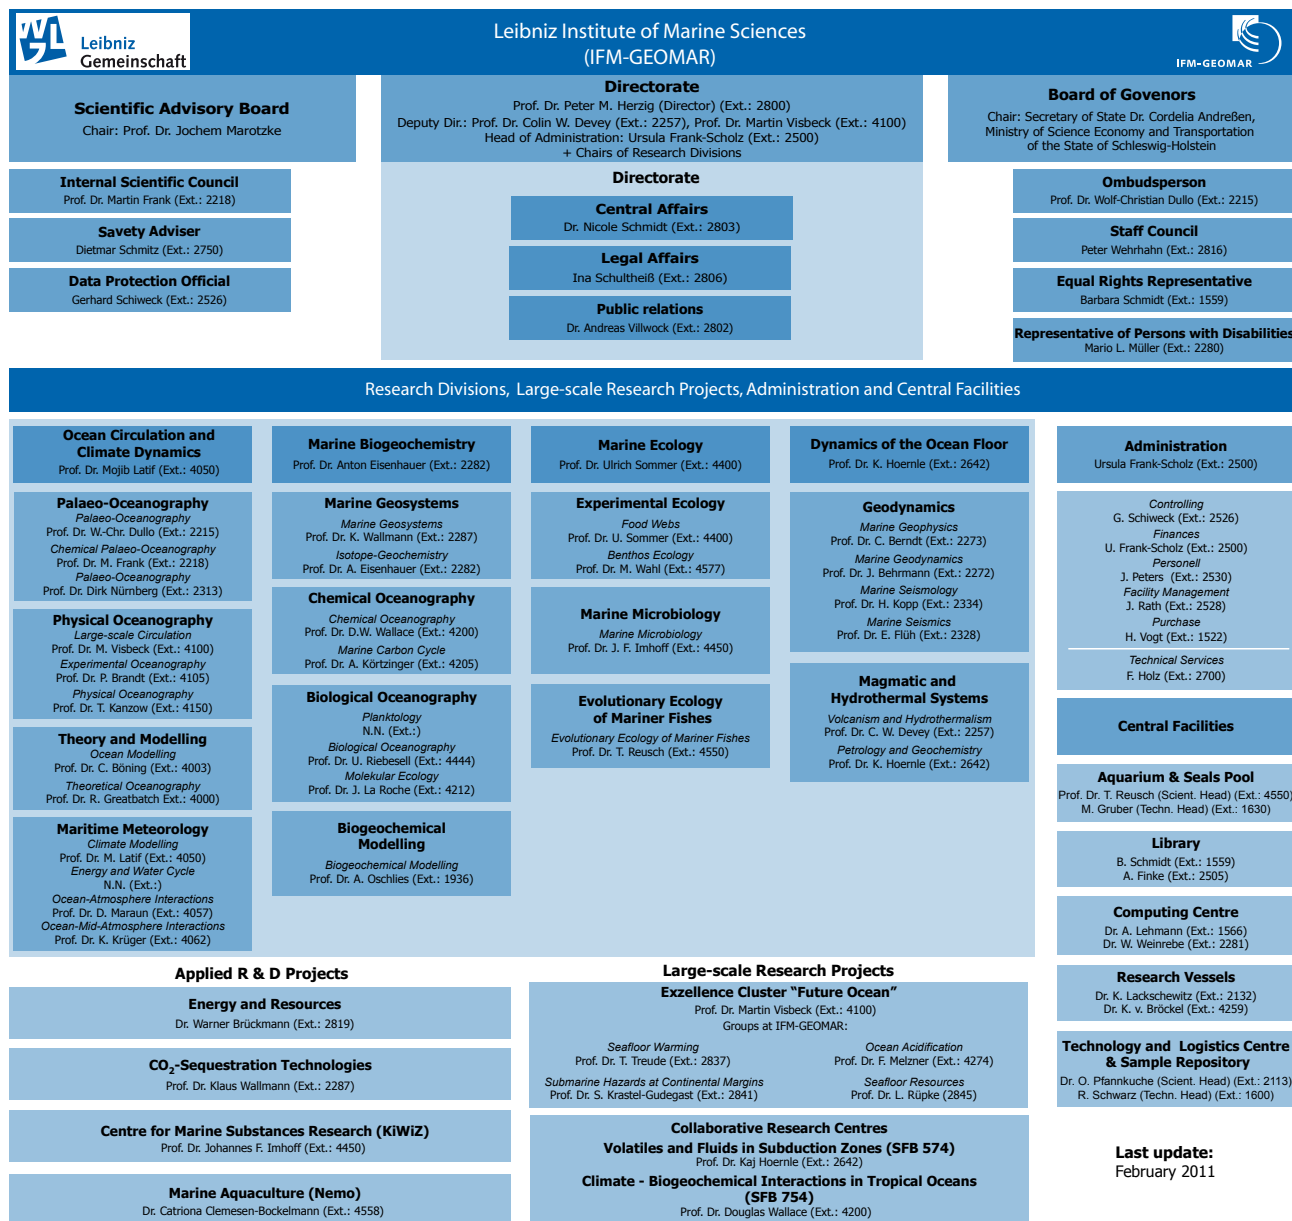 WGL
Leibniz
Gemeinschaft
Leibniz Institute of Marine Sciences
(IFM-GEOMAR)
IFM-GEOMAR
Scientific Advisory Board
Chair: Prof. Dr. Jochem Marotzke
Directorate
Prof. Dr. Peter M. Herzig (Director) (Ext.: 2800)
Deputy Dir.: Prof. Dr. Colin W. Devey (Ext.: 2257), Prof. Dr. Martin Visbeck (Ext.: 4100)
Head of Administration: Ursula Frank-Scholz (Ext.: 2500)
+ Chairs of Research Divisions
Board of Govenors
Chair: Secretary of State Dr. Cordelia Andreßen,
Ministry of Science Economy and Transportation
of the State of Schleswig-Holstein
Internal Scientific Council
Prof. Dr. Martin Frank (Ext.: 2218)
Savety Adviser
Dietmar Schmitz (Ext.: 2750)
Data Protection Official
Gerhard Schiweck (Ext.: 2526)
Directorate
Central Affairs
Dr. Nicole Schmidt (Ext.: 2803)
Legal Affairs
Ina Schultheiß (Ext.: 2806)
Public relations
Dr. Andreas Villwock (Ext.: 2802)
Ombudsperson
Prof. Dr. Wolf-Christian Dullo (Ext.: 2215)
Staff Council
Peter Wehrhahn (Ext.: 2816)
Equal Rights Representative
Barbara Schmidt (Ext.: 1559)
Representative of Persons with Disabilities
Mario L. Müller (Ext.: 2280)
Research Divisions, Large-scale Research Projects, Administration and Central Facilities
Ocean Circulation and
Climate Dynamics
Prof. Dr. Mojib Latif (Ext.: 4050)
Palaeo-Oceanography
Palaeo-Oceanography
Prof. Dr. W.-Chr. Dullo (Ext.: 2215)
Chemical Palaeo-Oceanography
Prof. Dr. M. Frank (Ext.: 2218)
Palaeo-Oceanography
Prof. Dr. Dirk Nürnberg (Ext.: 2313)
Physical Oceanography
Large-scale Circulation
Prof. Dr. M. Visbeck (Ext.: 4100)
Experimental Oceanography
Prof. Dr. P. Brandt (Ext.: 4105)
Physical Oceanography
Prof. Dr. T. Kanzow (Ext.: 4150)
Theory and Modelling
Ocean Modelling
Prof. Dr. C. Böning (Ext.: 4003)
Theoretical Oceanography
Prof. Dr. R. Greatbatch Ext.: 4000)
Maritime Meteorology
Climate Modelling
Prof. Dr. M. Latif (Ext.: 4050)
Energy and Water Cycle
N.N. (Ext.:)
Ocean-Atmosphere Interactions
Prof. Dr. D. Maraun (Ext.: 4057)
Ocean-Mid-Atmosphere Interactions
Prof. Dr. K. Krüger (Ext.: 4062)
Marine Biogeochemistry
Prof. Dr. Anton Eisenhauer (Ext.: 2282)
Marine Geosystems
Marine Geosystems
Prof. Dr. K. Wallmann (Ext.: 2287)
Isotope-Geochemistry
Prof. Dr. A. Eisenhauer (Ext.: 2282)
Chemical Oceanography
Chemical Oceanography
Prof. Dr. D.W. Wallace (Ext.: 4200)
Marine Carbon Cycle
Prof. Dr. A. Körtzinger (Ext.: 4205)
Biological Oceanography
Planktology
N.N. (Ext.:)
Biological Oceanography
Prof. Dr. U. Riebesell (Ext.: 4444)
Molecular Ecology
Prof. Dr. J. La Roche (Ext.: 4212)
Biogeochemical
Modelling
Biogeochemical Modelling
Prof. Dr. A. Oschlies (Ext.: 1936)
Marine Ecology
Prof. Dr. Ulrich Sommer (Ext.: 4400)
Experimental Ecology
Food Webs
Prof. Dr. U. Sommer (Ext.: 4400)
Benthos Ecology
Prof. Dr. M. Wahl (Ext.: 4577)
Marine Microbiology
Marine Microbiology
Prof. Dr. J. F. Imhoff (Ext.: 4450)
Evolutionary Ecology
of Mariner Fishes
Evolutionary Ecology of Mariner Fishes
Prof. Dr. T. Reusch (Ext.: 4550)
Dynamics of the Ocean Floor
Prof. Dr. K. Hoernle (Ext.: 2642)
Geodynamics
Marine Geophysics
Prof. Dr. C. Berndt (Ext.: 2273)
Marine Geodynamics
Prof. Dr. J. Behrmann (Ext.: 2272)
Marine Seismology
Prof. Dr. H. Kopp (Ext.: 2334)
Marine Seismics
Prof. Dr. E. Flüh (Ext.: 2328)
Magmatic and
Hydrothermal Systems
Volcanism and Hydrothermalism
Prof. Dr. C. W. Devey (Ext.: 2257)
Petrology and Geochemistry
Prof. Dr. K. Hoernle (Ext.: 2642)
Administration
Ursula Frank-Scholz (Ext.: 2500)
Controlling
G. Schiweck (Ext.: 2526)
Finances
U. Frank-Scholz (Ext.: 2500)
Personell
J. Peters (Ext.: 2530)
Facility Management
J. Rath (Ext.: 2528)
Purchase
H. Vogt (Ext.: 1522)
Technical Services
F. Holz (Ext.: 2700)
Central Facilities
Aquarium & Seals Pool
Prof. Dr. T. Reusch (Scient. Head) (Ext.: 4550)
M. Gruber (Techn. Head) (Ext.: 1630)
Library
B. Schmidt (Ext.: 1559)
A. Finke (Ext.: 2505)
Computing Centre
Dr. A. Lehmann (Ext.: 1566)
Dr. W. Weinrebe (Ext.: 2281)
Research Vessels
Dr. K. Lackschewitz (Ext.: 2132)
Dr. K. v. Bröckel (Ext.: 4259)
Technology and Logistics Centre
& Sample Repository
Dr. O. Pfannkuche (Scient. Head) (Ext.: 2113)
R. Schwarz (Techn. Head) (Ext.: 1600)
Applied R & D Projects
Energy and Resources
Dr. Warner Brückmann (Ext.: 2819)
CO2-Sequestration Technologies
Prof. Dr. Klaus Wallmann (Ext.: 2287)
Centre for Marine Substances Research (KiWiZ)
Prof. Dr. Johannes F. Imhoff (Ext.: 4450)
Marine Aquaculture (Nemo)
Dr. Catriona Clemesen-Bockelmann (Ext.: 4558)
Large-scale Research Projects
Exzellence Cluster “Future Ocean”
Prof. Dr. Martin Visbeck (Ext.: 4100)
Groups at IFM-GEOMAR:
Seafloor Warming
Prof. Dr. T. Treude (Ext.: 2837)
Ocean Acidification
Prof. Dr. F. Melzner (Ext.: 4274)
Submarine Hazards at Continental Margins
Prof. Dr. S. Krastel-Gudegast (Ext.: 2841)
Seafloor Resources
Prof. Dr. L. Rüpke (2845)
Collaborative Research Centres
Volatiles and Fluids in Subduction Zones (SFB 574)
Prof. Dr. Kaj Hoernle (Ext.: 2642)
Climate - Biogeochemical Interactions in Tropical Oceans
(SFB 754)
Prof. Dr. Douglas Wallace (Ext.: 4200)
Last update:
February 2011